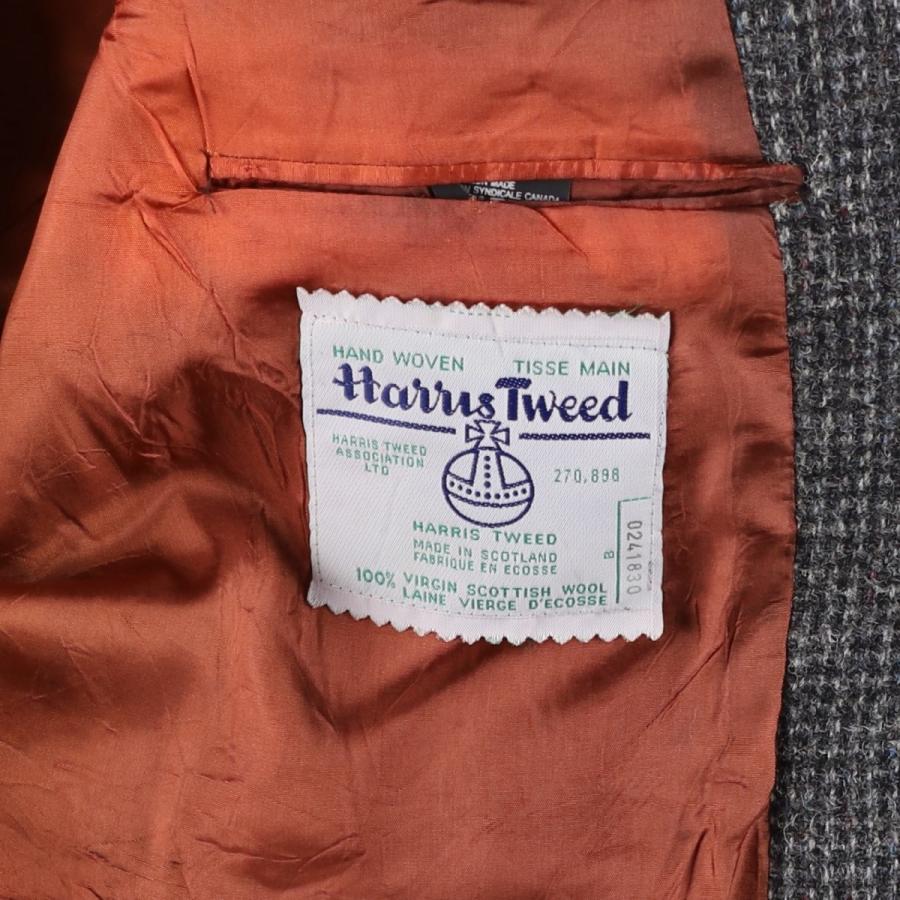 MADE
SYNDICALE CANADA
HAND WOVEN TISSE MAIN
Harris Tweed
HARRIS TWEED
ASSOCIATION
LTD
270,898
HARRIS TWEED
MADE IN SCOTLAND
FABRIQUE EN ECOSSE
100% VIRGIN SCOTTISH WOOL
LAINE VIERGE D'ECOSSE
B
0241830